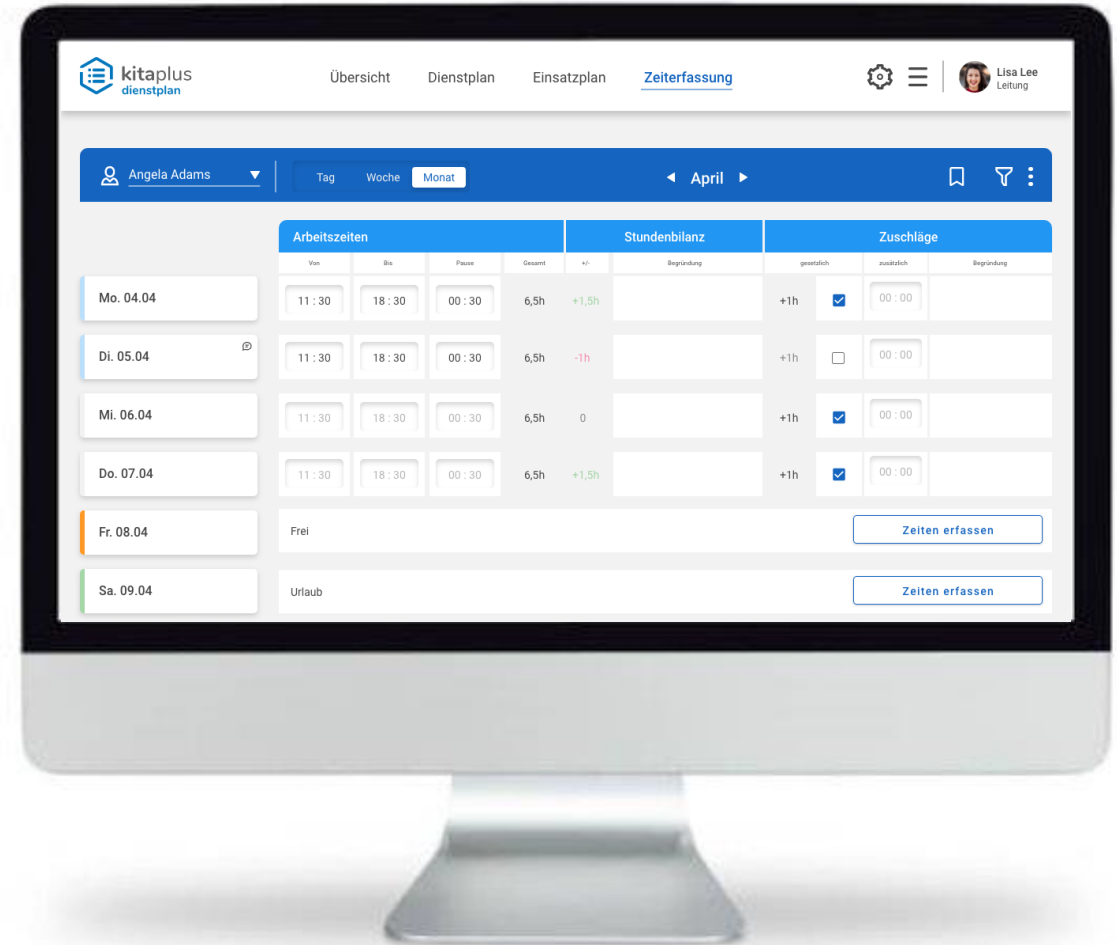 kitaplus
dienstplan
Übersicht Dienstplan Einsatzplan Zeiterfassung
Lisa Lee
Leitung
Angela Adams Tag Woche Monat April
Arbeitszeiten Stundenbilanz Zuschläge
Von Bis Pause Gesamt +/- Begründung gesetzlich zusätzlich Begründung
Mo. 04.04 11 : 30 18 : 30 00 : 30 6,5h +1,5h +1h 00 : 00
Di. 05.04 11 : 30 18 : 30 00 : 30 6,5h -1h +1h 00 : 00
Mi. 06.04 11 : 30 18 : 30 00 : 30 6,5h 0 +1h 00 : 00
Do. 07.04 11 : 30 18 : 30 00 : 30 6,5h +1,5h +1h 00 : 00
Fr. 08.04 Frei Zeiten erfassen
Sa. 09.04 Urlaub Zeiten erfassen